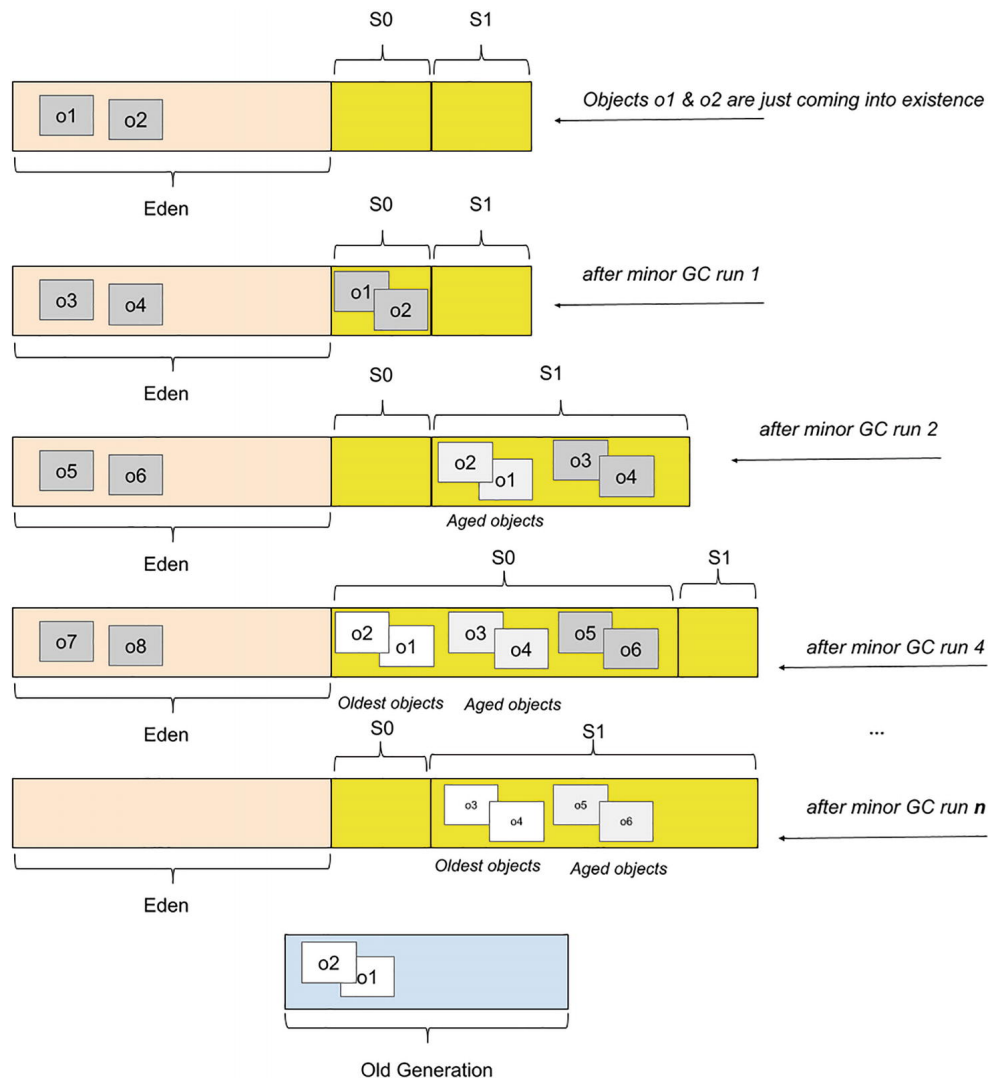 S0 S1
o1 o2
Objects o1 & o2 are just coming into existence
Eden
S0 S1
o3 o4 o1 o2
after minor GC run 1
Eden
S0 S1
o5 o6 o2 o1 o3 o4
after minor GC run 2
Aged objects
Eden
S0 S1
o7 o8 o2 o1 o3 o4 o5 o6
after minor GC run 4
Oldest objects Aged objects
Eden
...
S0 S1
o3 o4 o5 o6
after minor GC run n
Oldest objects Aged objects
Eden
o2 o1
Old Generation